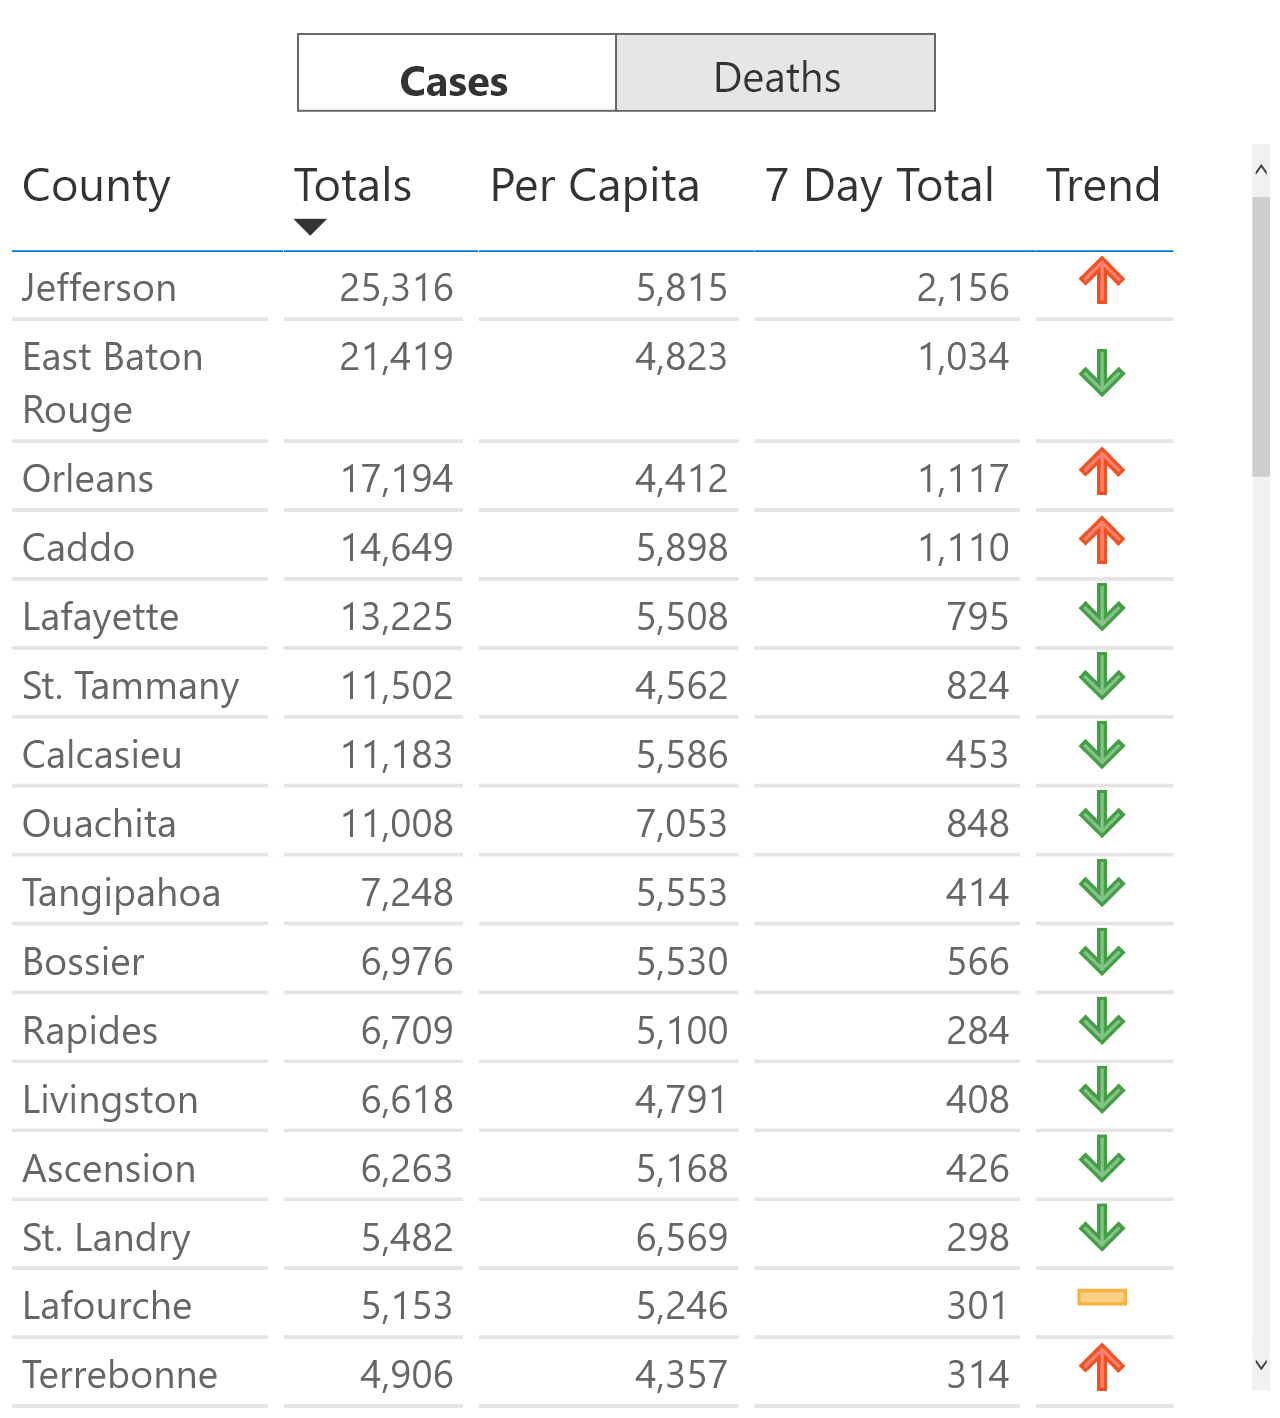 Cases Deaths
County Totals Per Capita 7 Day Total Trend
Jefferson 25,316 5,815 2,156
East Baton 21,419 4,823 1,034
Rouge
Orleans 17,194 4,412 1,117
Caddo 14,649 5,898 1,110
Lafayette 13,225 5,508 795
St. Tammany 11,502 4,562 824
Calcasieu 11,183 5,586 453
Ouachita 11,008 7,053 848
Tangipahoa 7,248 5,553 414
Bossier 6,976 5,530 566
Rapides 6,709 5,100 284
Livingston 6,618 4,791 408
Ascension 6,263 5,168 426
St. Landry 5,482 6,569 298
Lafourche 5,153 5,246 301
Terrebonne 4,906 4,357 314